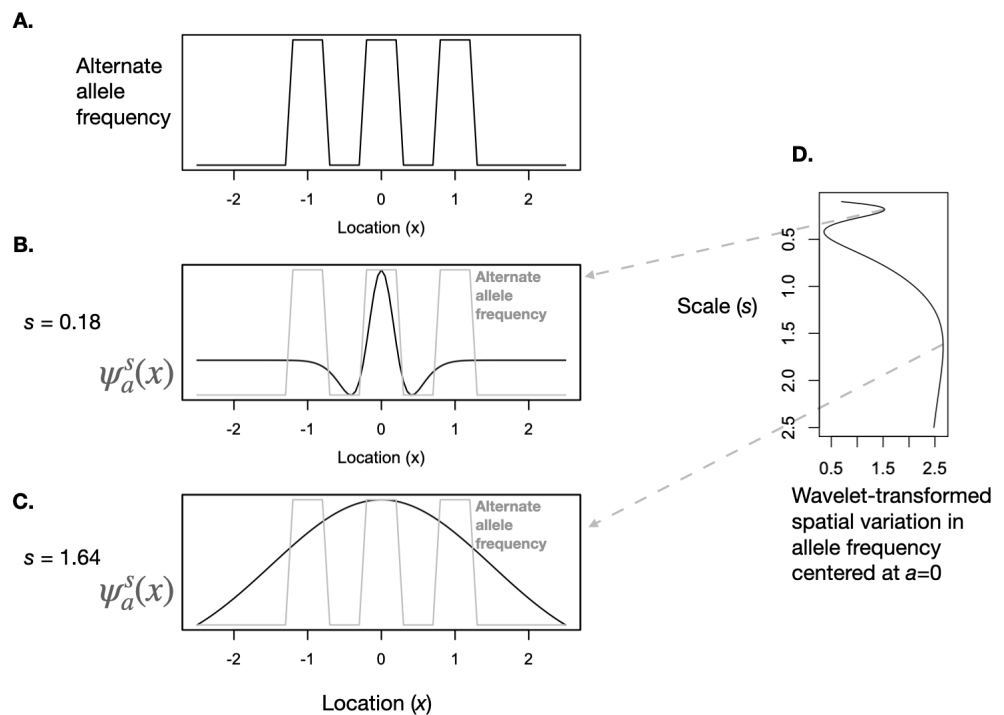 A.
Alternate
allele
frequency
-2 -1 0 1 2
Location (x)
B.
s = 0.18
ψₐˢ(x)
Alternate
allele
frequency
-2 -1 0 1 2
Location (x)
C.
s = 1.64
ψₐˢ(x)
Alternate
allele
frequency
-2 -1 0 1 2
Location (x)
D.
Scale (s)
0.5 1.0 1.5 2.0 2.5
0.5 1.5 2.5
Wavelet-transformed
spatial variation in
allele frequency
centered at a=0